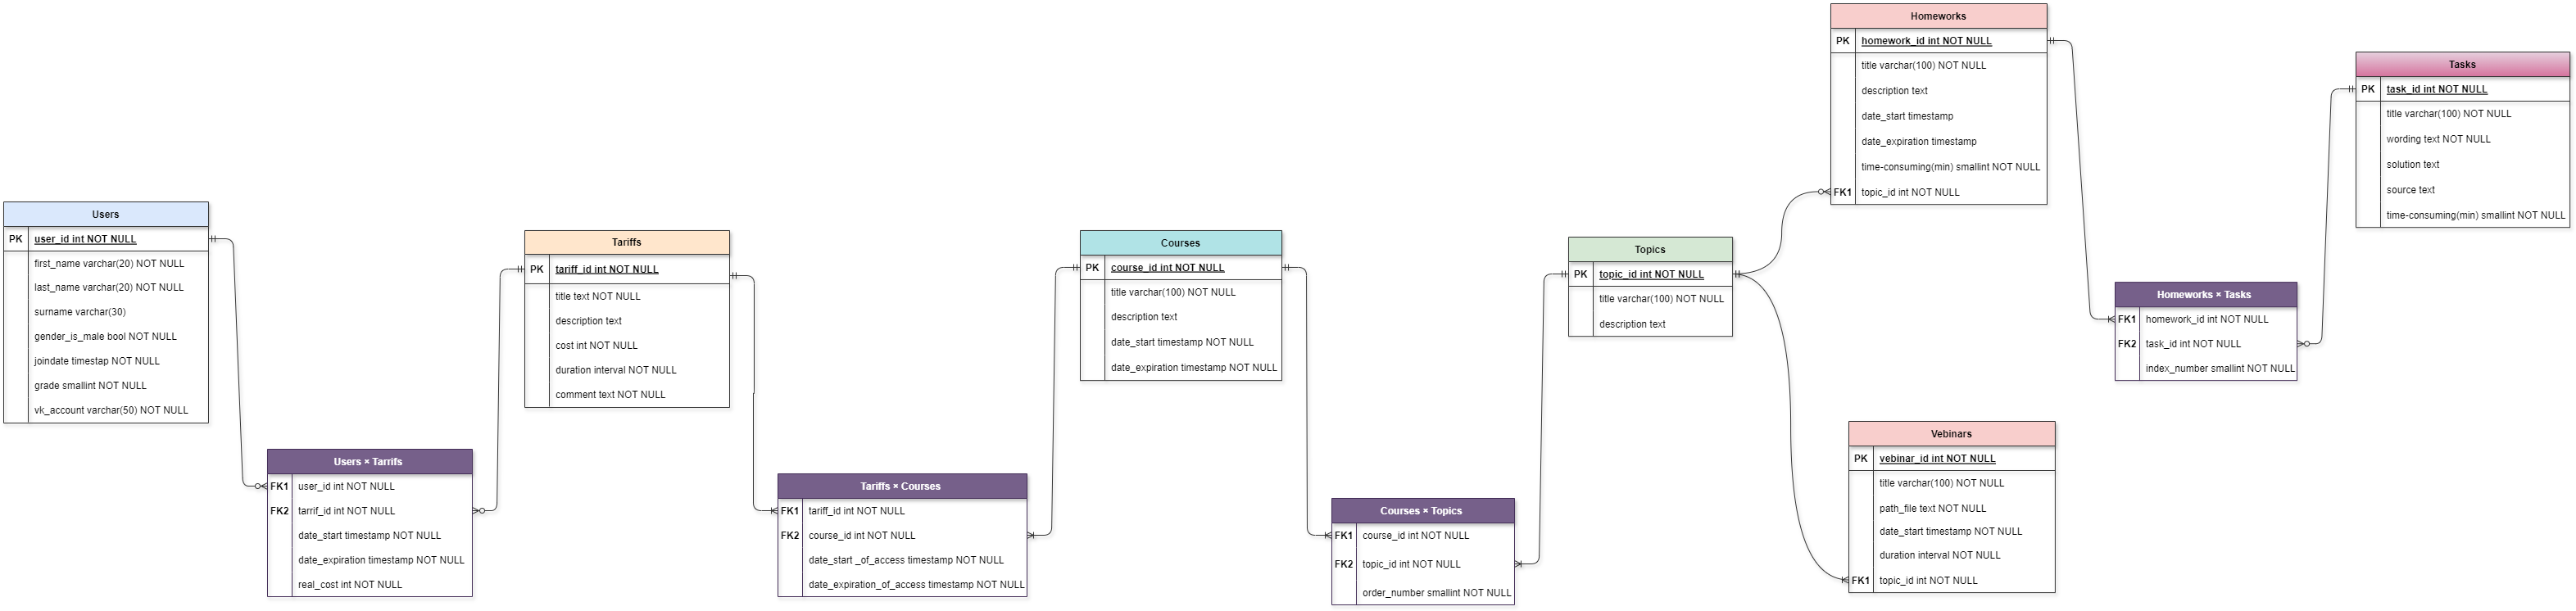 Users
PK user_id int NOT NULL
first_name varchar(20) NOT NULL
last_name varchar(20) NOT NULL
surname varchar(30)
gender_is_male bool NOT NULL
joindate timestap NOT NULL
grade smallint NOT NULL
vk_account varchar(50) NOT NULL
Users × Tarrifs
FK1 user_id int NOT NULL
FK2 tarrif_id int NOT NULL
date_start timestamp NOT NULL
date_expiration timestamp NOT NULL
real_cost int NOT NULL
Tariffs
PK tariff_id int NOT NULL
title text NOT NULL
description text
cost int NOT NULL
duration interval NOT NULL
comment text NOT NULL
Tariffs × Courses
FK1 tariff_id int NOT NULL
FK2 course_id int NOT NULL
date_start _of_access timestamp NOT NULL
date_expiration_of_access timestamp NOT NULL
Courses
PK course_id int NOT NULL
title varchar(100) NOT NULL
description text
date_start timestamp NOT NULL
date_expiration timestamp NOT NULL
Courses × Topics
FK1 course_id int NOT NULL
FK2 topic_id int NOT NULL
order_number smallint NOT NULL
Topics
PK topic_id int NOT NULL
title varchar(100) NOT NULL
description text
Homeworks
PK homework_id int NOT NULL
title varchar(100) NOT NULL
description text
date_start timestamp
date_expiration timestamp
time-consuming(min) smallint NOT NULL
FK1 topic_id int NOT NULL
Vebinars
PK vebinar_id int NOT NULL
title varchar(100) NOT NULL
path_file text NOT NULL
date_start timestamp NOT NULL
duration interval NOT NULL
FK1 topic_id int NOT NULL
Homeworks × Tasks
FK1 homework_id int NOT NULL
FK2 task_id int NOT NULL
index_number smallint NOT NULL
Tasks
PK task_id int NOT NULL
title varchar(100) NOT NULL
wording text NOT NULL
solution text
source text
time-consuming(min) smallint NOT NULL